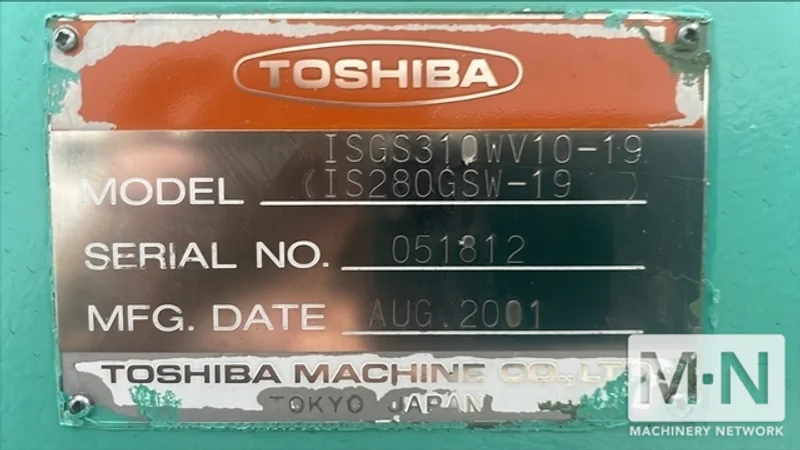 TOSHIBA
ISGS310WV10-19
MODEL (IS280GSW-19 )
SERIAL NO. 051812
MFG. DATE AUG.2001
TOSHIBA MACHINE CO., LTD.
TOKYO JAPAN
M·N
MACHINERY NETWORK